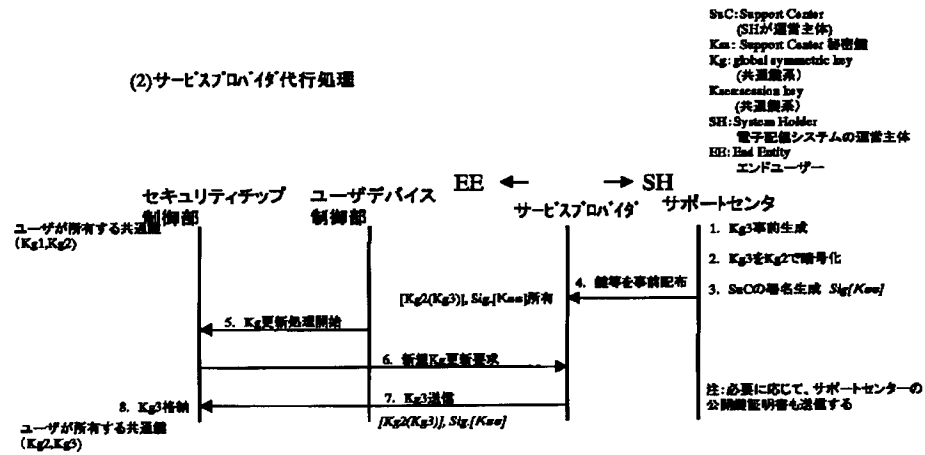 SuC:Support Center
(SHが運営主体)
Kss: Support Center 秘密鍵
Kg: global symmetric key
(共通鍵系)
Kses:session key
(共通鍵系)
SH:System Holder
電子配信システムの運営主体
EE: End Entity
エンドユーザー
(2)サービスプロバイダ代行処理
EE ← → SH
セキュリティチップ
制御部
ユーザデバイス
制御部
サービスプロバイダ
サポートセンタ
ユーザが所有する共通鍵
(Kg1,Kg2)
1. Kg3事前生成
2. Kg3をKg2で暗号化
3. SuCの署名生成 Sig[Kss]
4. 鍵等を事前配布
[Kg2(Kg3)], Sig.[Kss]所有
5. Kg更新処理開始
6. 新規Kg更新要求
7. Kg3送信
[Kg2(Kg3)], Sig.[Kss]
8. Kg3格納
ユーザが所有する共通鍵
(Kg2,Kg3)
注:必要に応じて、サポートセンターの
公開鍵証明書も送信する